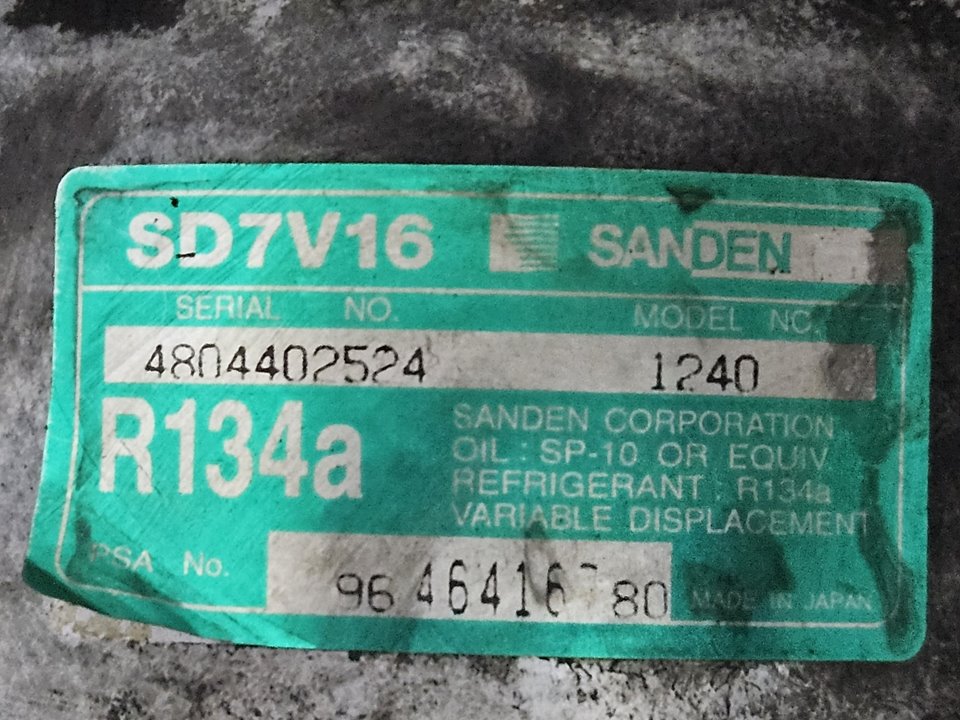 SD7V16 SANDEN
SERIAL NO. MODEL NO.
4804402524 1240
R134a
SANDEN CORPORATION
OIL : SP-10 OR EQUIV
REFRIGERANT : R134a
VARIABLE DISPLACEMENT
PSA No. 96 46416 80
MADE IN JAPAN